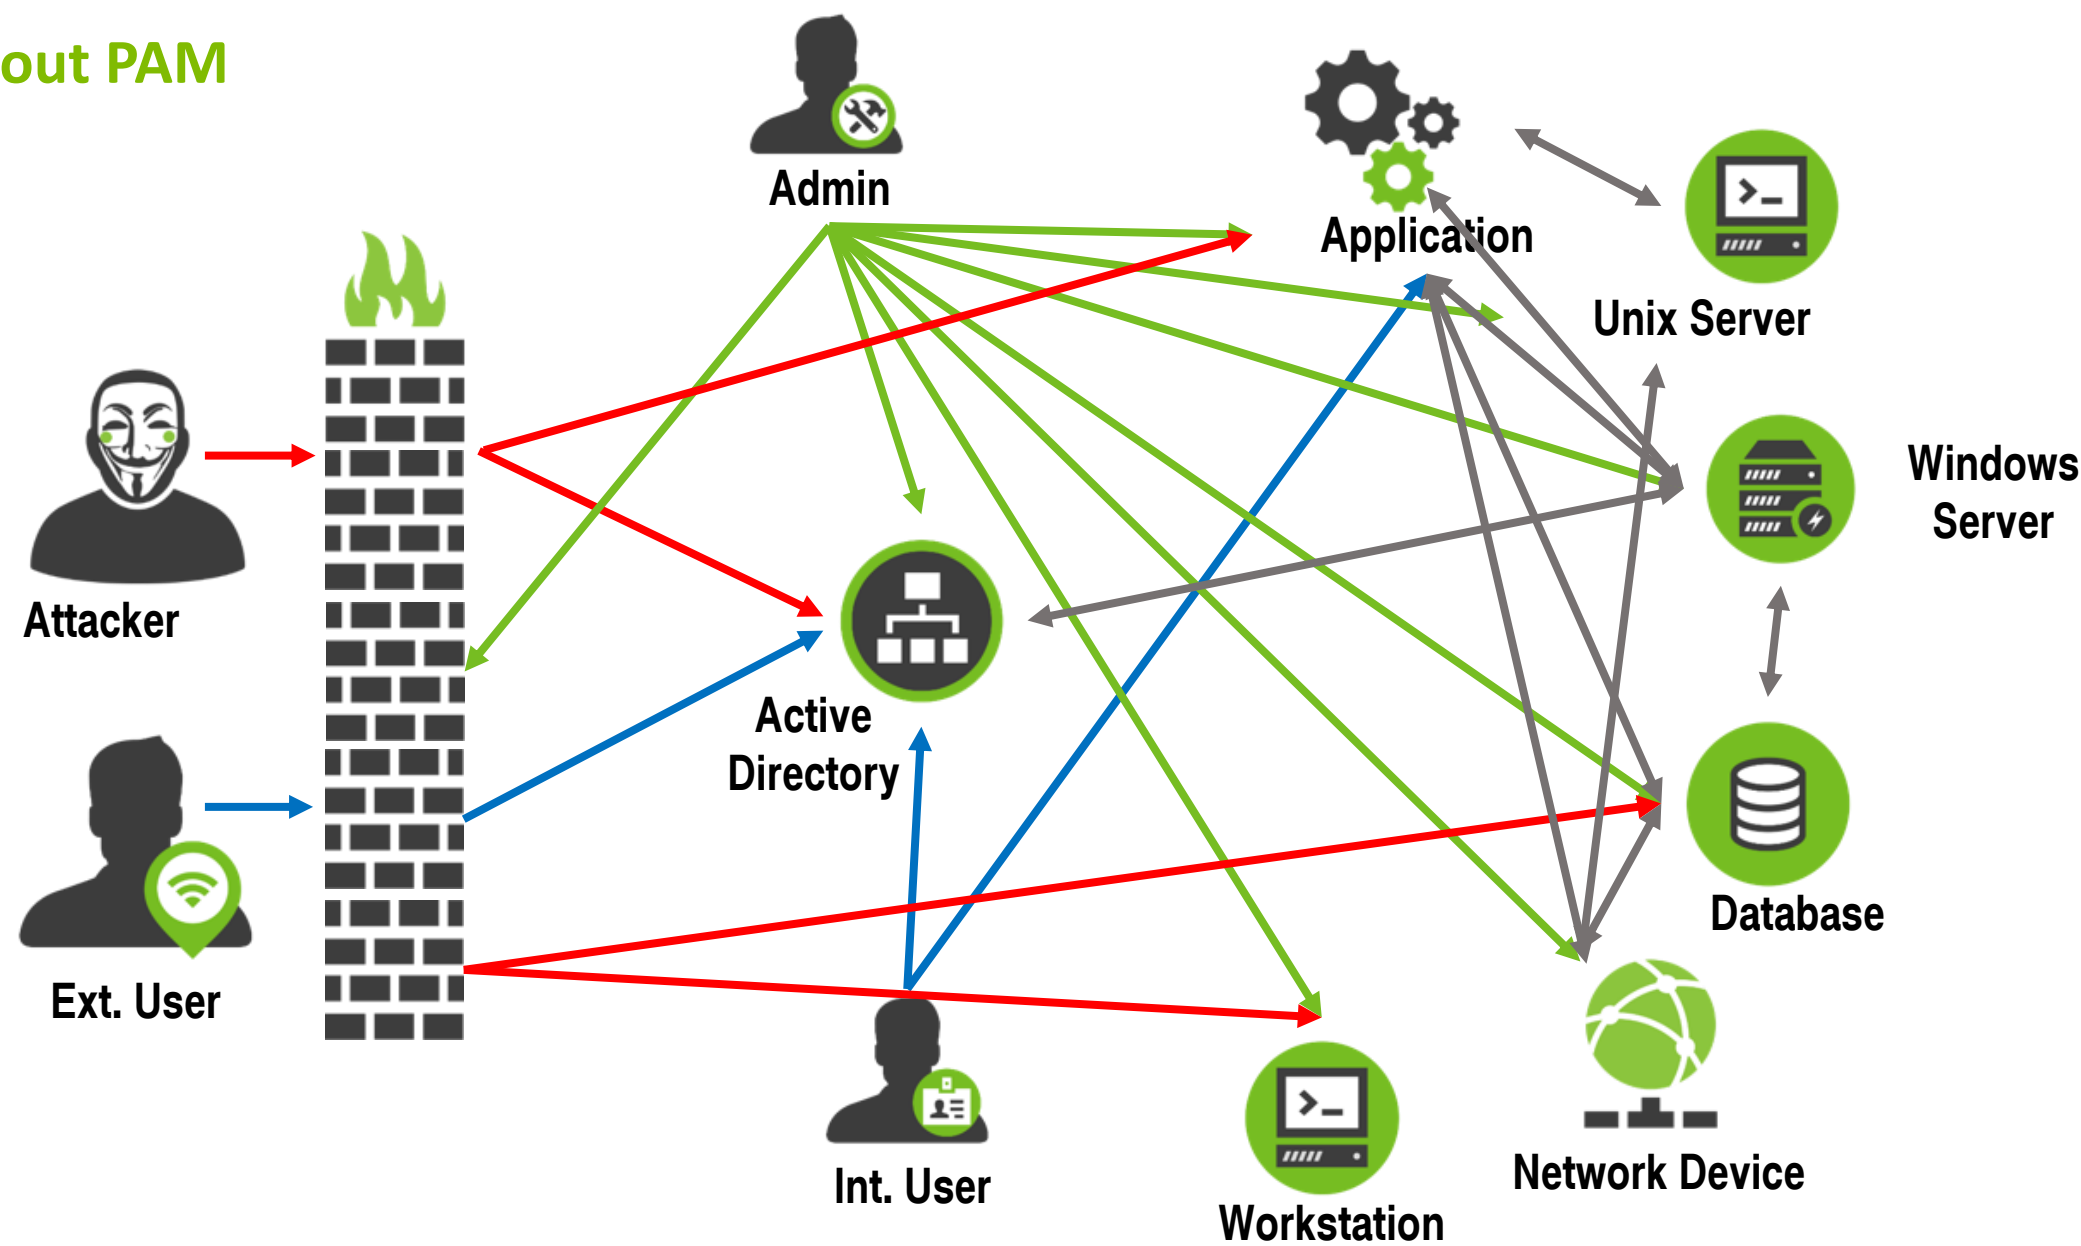 out PAM
Admin
Application
Unix Server
Windows
Server
Attacker
Active
Directory
Database
Ext. User
Int. User
Network Device
Workstation